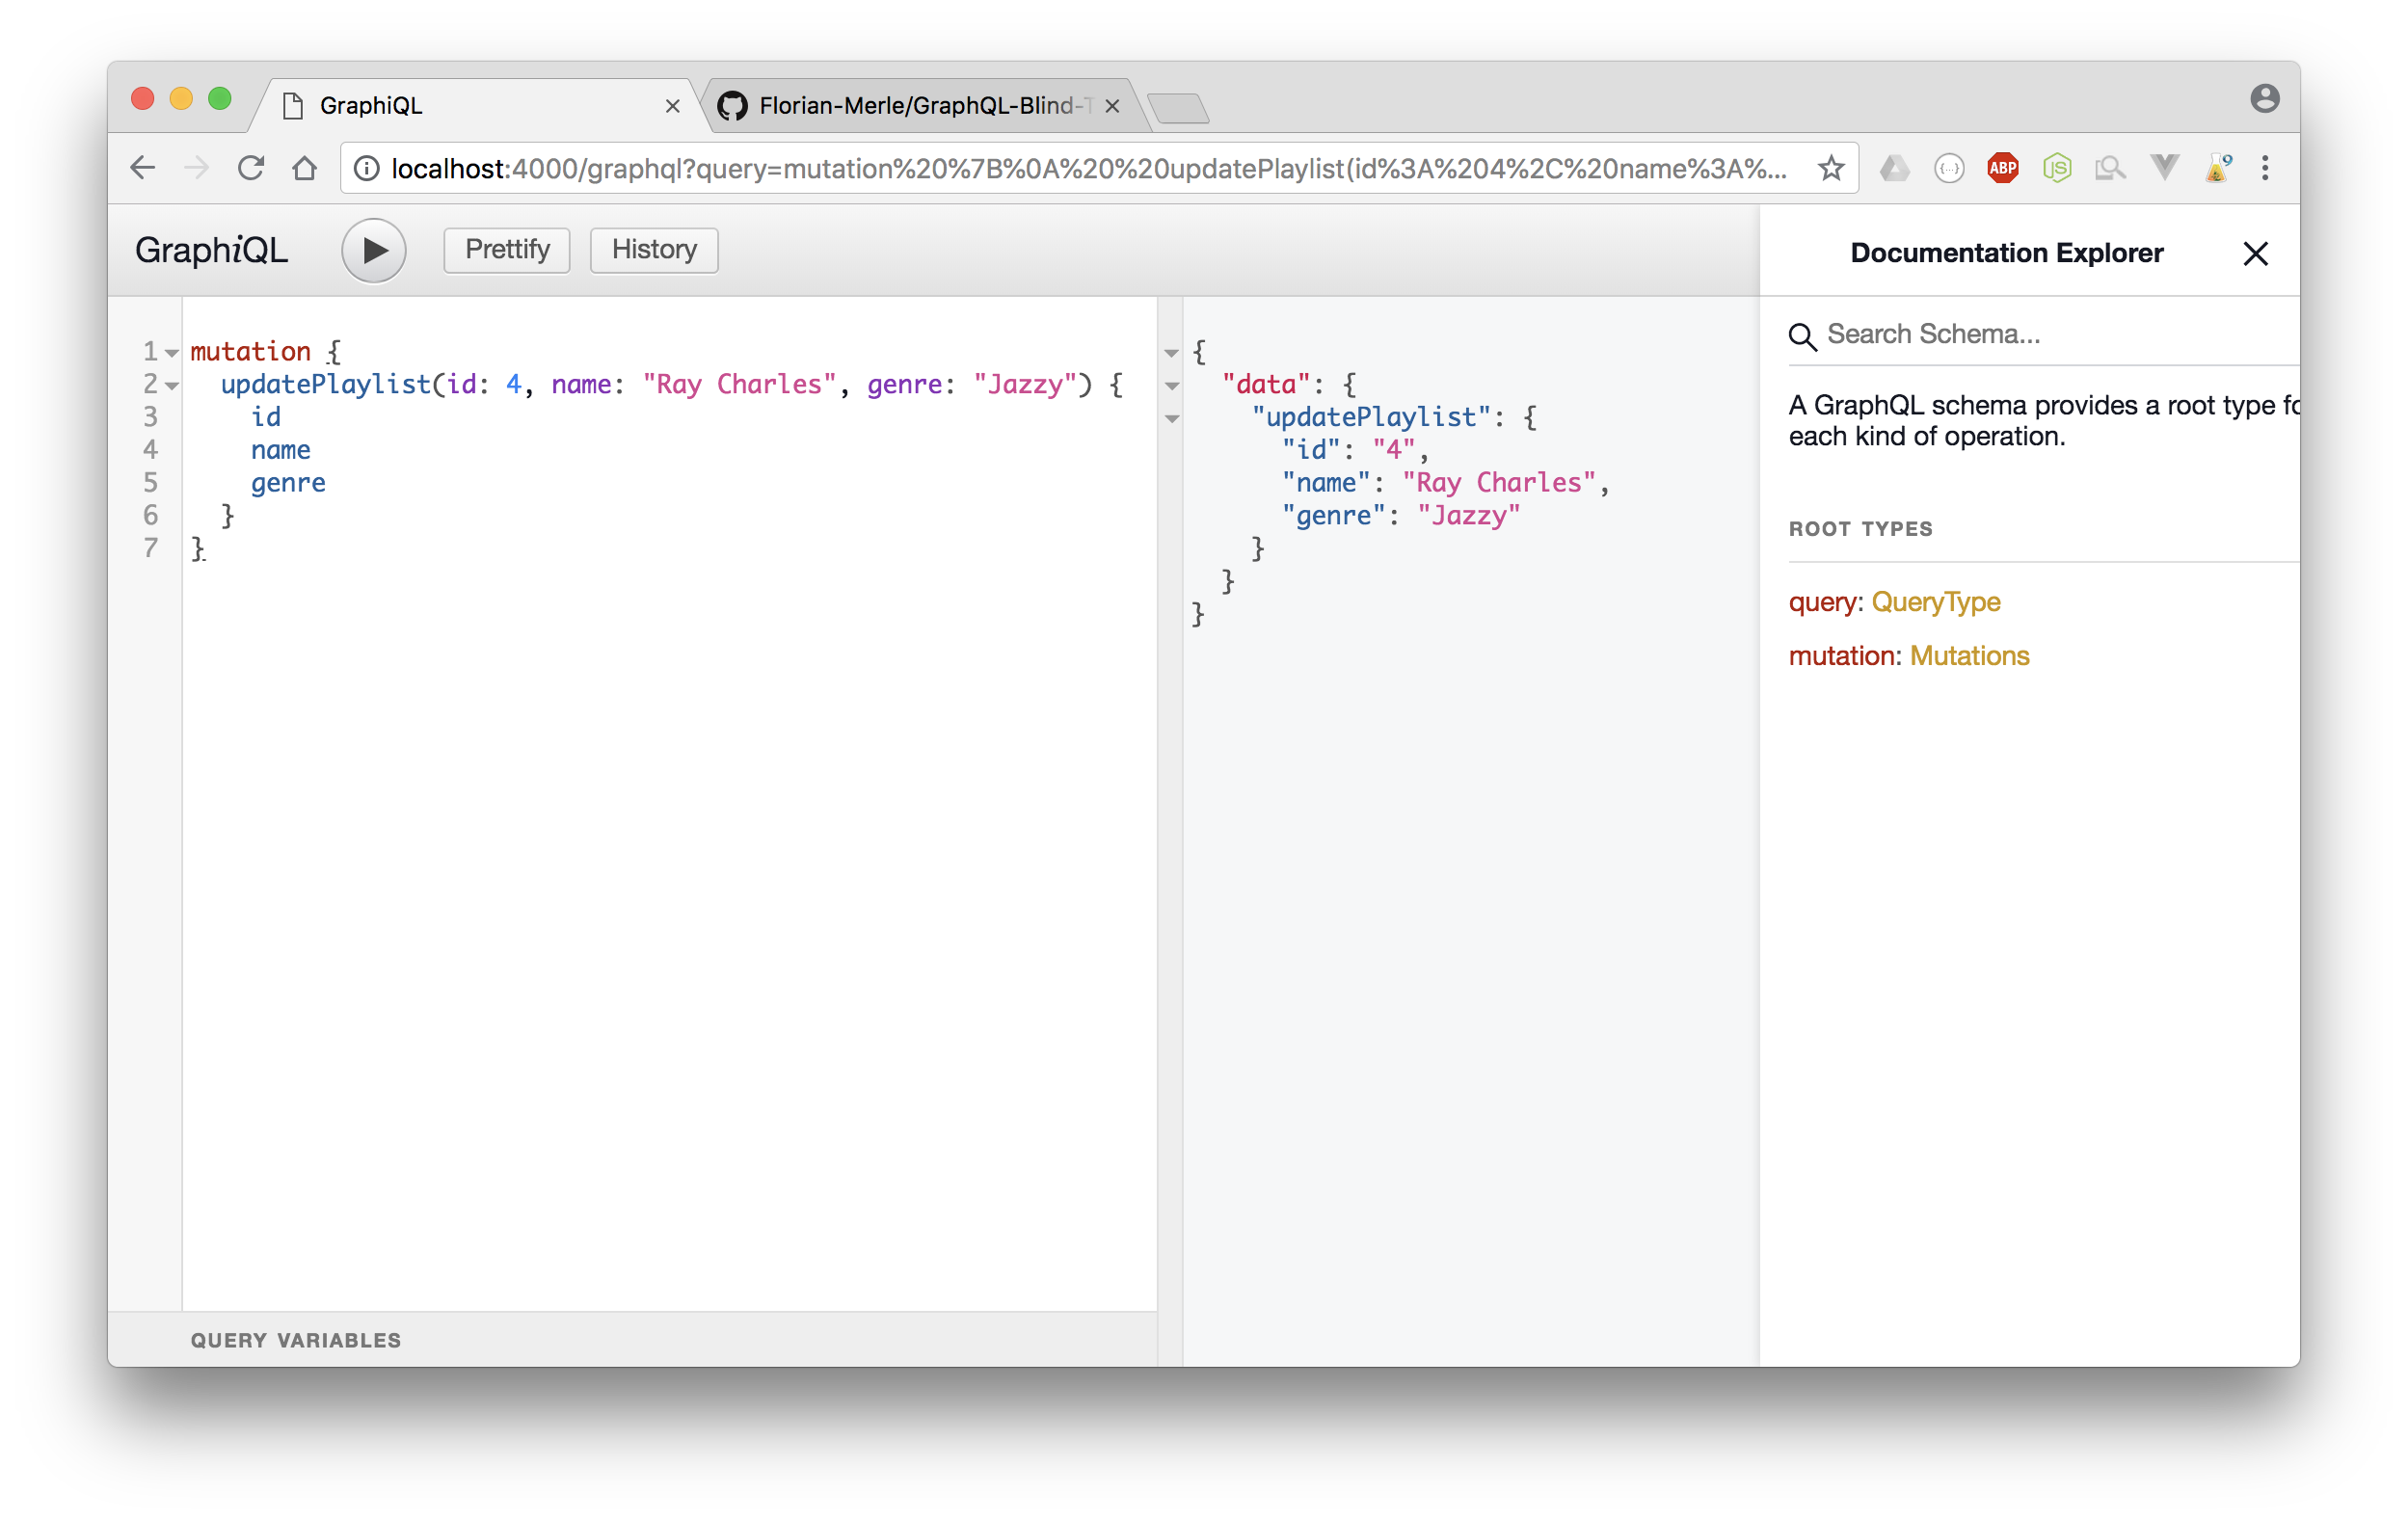 GraphiQL
Florian-Merle/GraphQL-Blind-T
localhost:4000/graphql?query=mutation%20%7B%0A%20%20updatePlaylist(id%3A%204%2C%20name%3A%...
{...}
ABP
JS
9
GraphiQL
Prettify
History
Documentation Explorer
1 mutation {
2 updatePlaylist(id: 4, name: "Ray Charles", genre: "Jazzy") {
3 id
4 name
5 genre
6 }
7 }
QUERY VARIABLES
{
"data": {
"updatePlaylist": {
"id": "4",
"name": "Ray Charles",
"genre": "Jazzy"
}
}
}
Search Schema...
A GraphQL schema provides a root type fo
each kind of operation.
ROOT TYPES
query: QueryType
mutation: Mutations